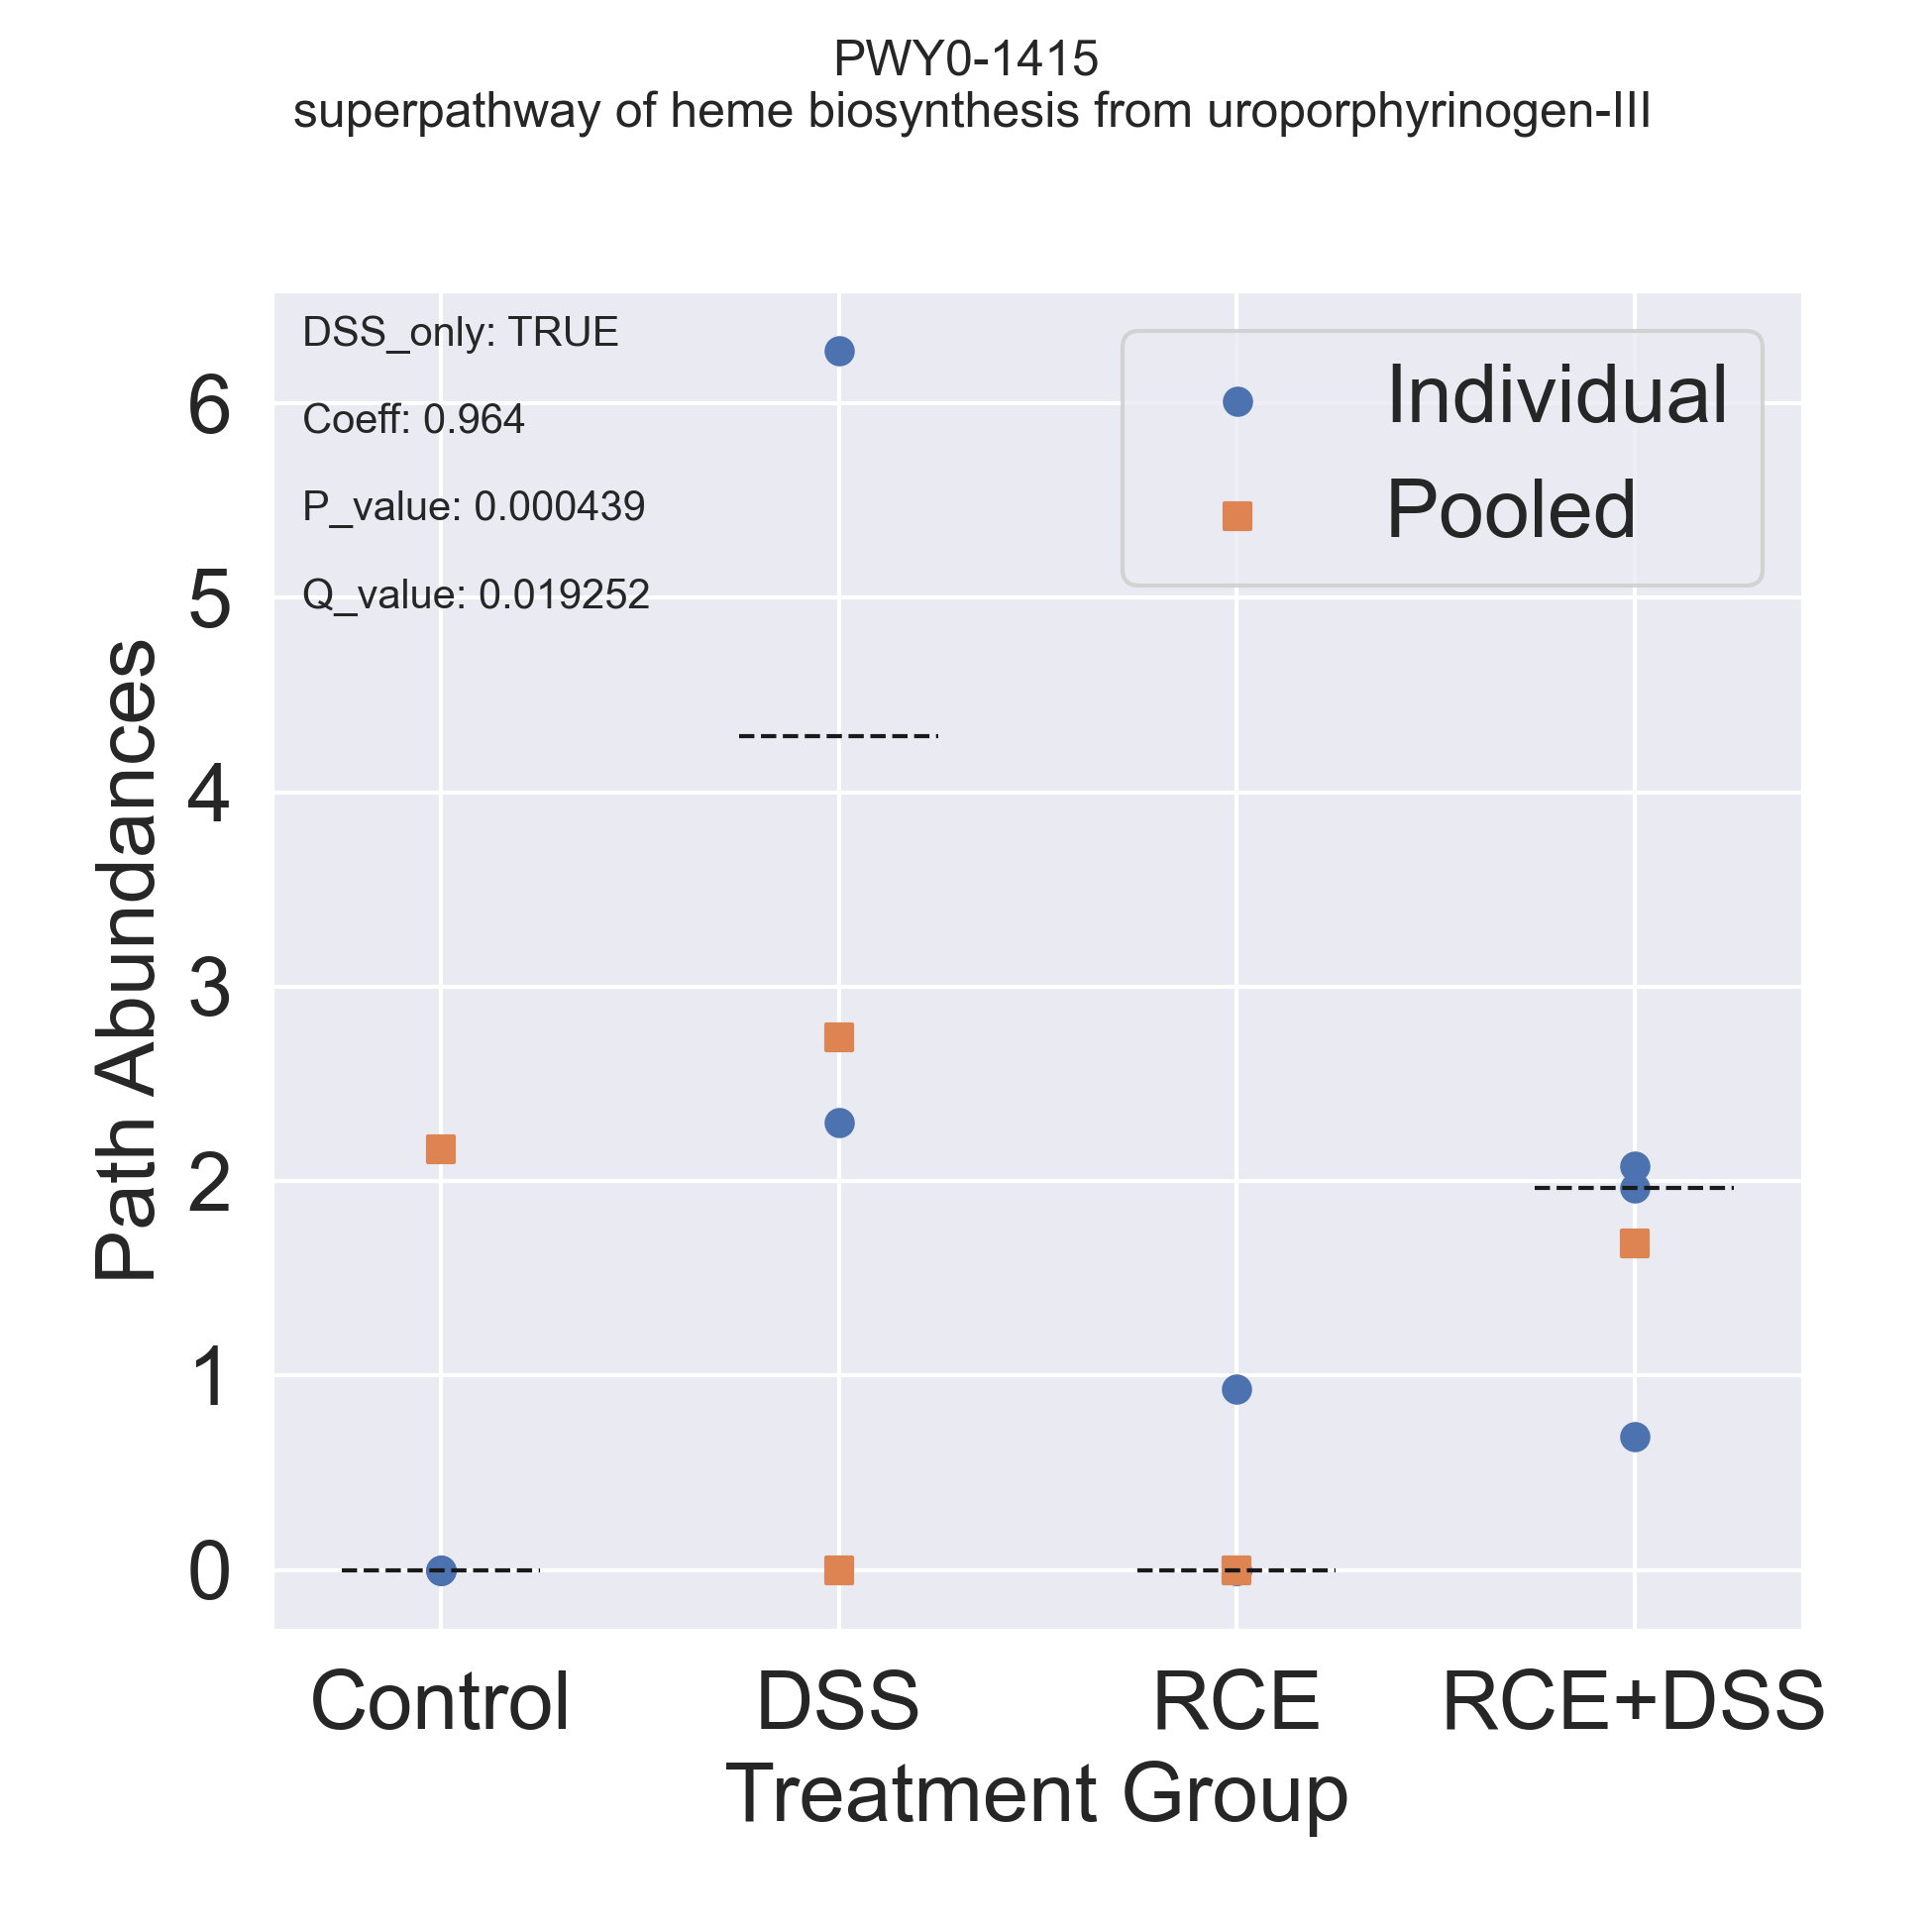 PWY0-1415
superpathway of heme biosynthesis from uroporphyrinogen-III
DSS_only: TRUE
Coeff: 0.964
P_value: 0.000439
Q_value: 0.019252
Individual
Pooled
Path Abundances
6
5
4
3
2
1
0
Control DSS RCE RCE+DSS
Treatment Group